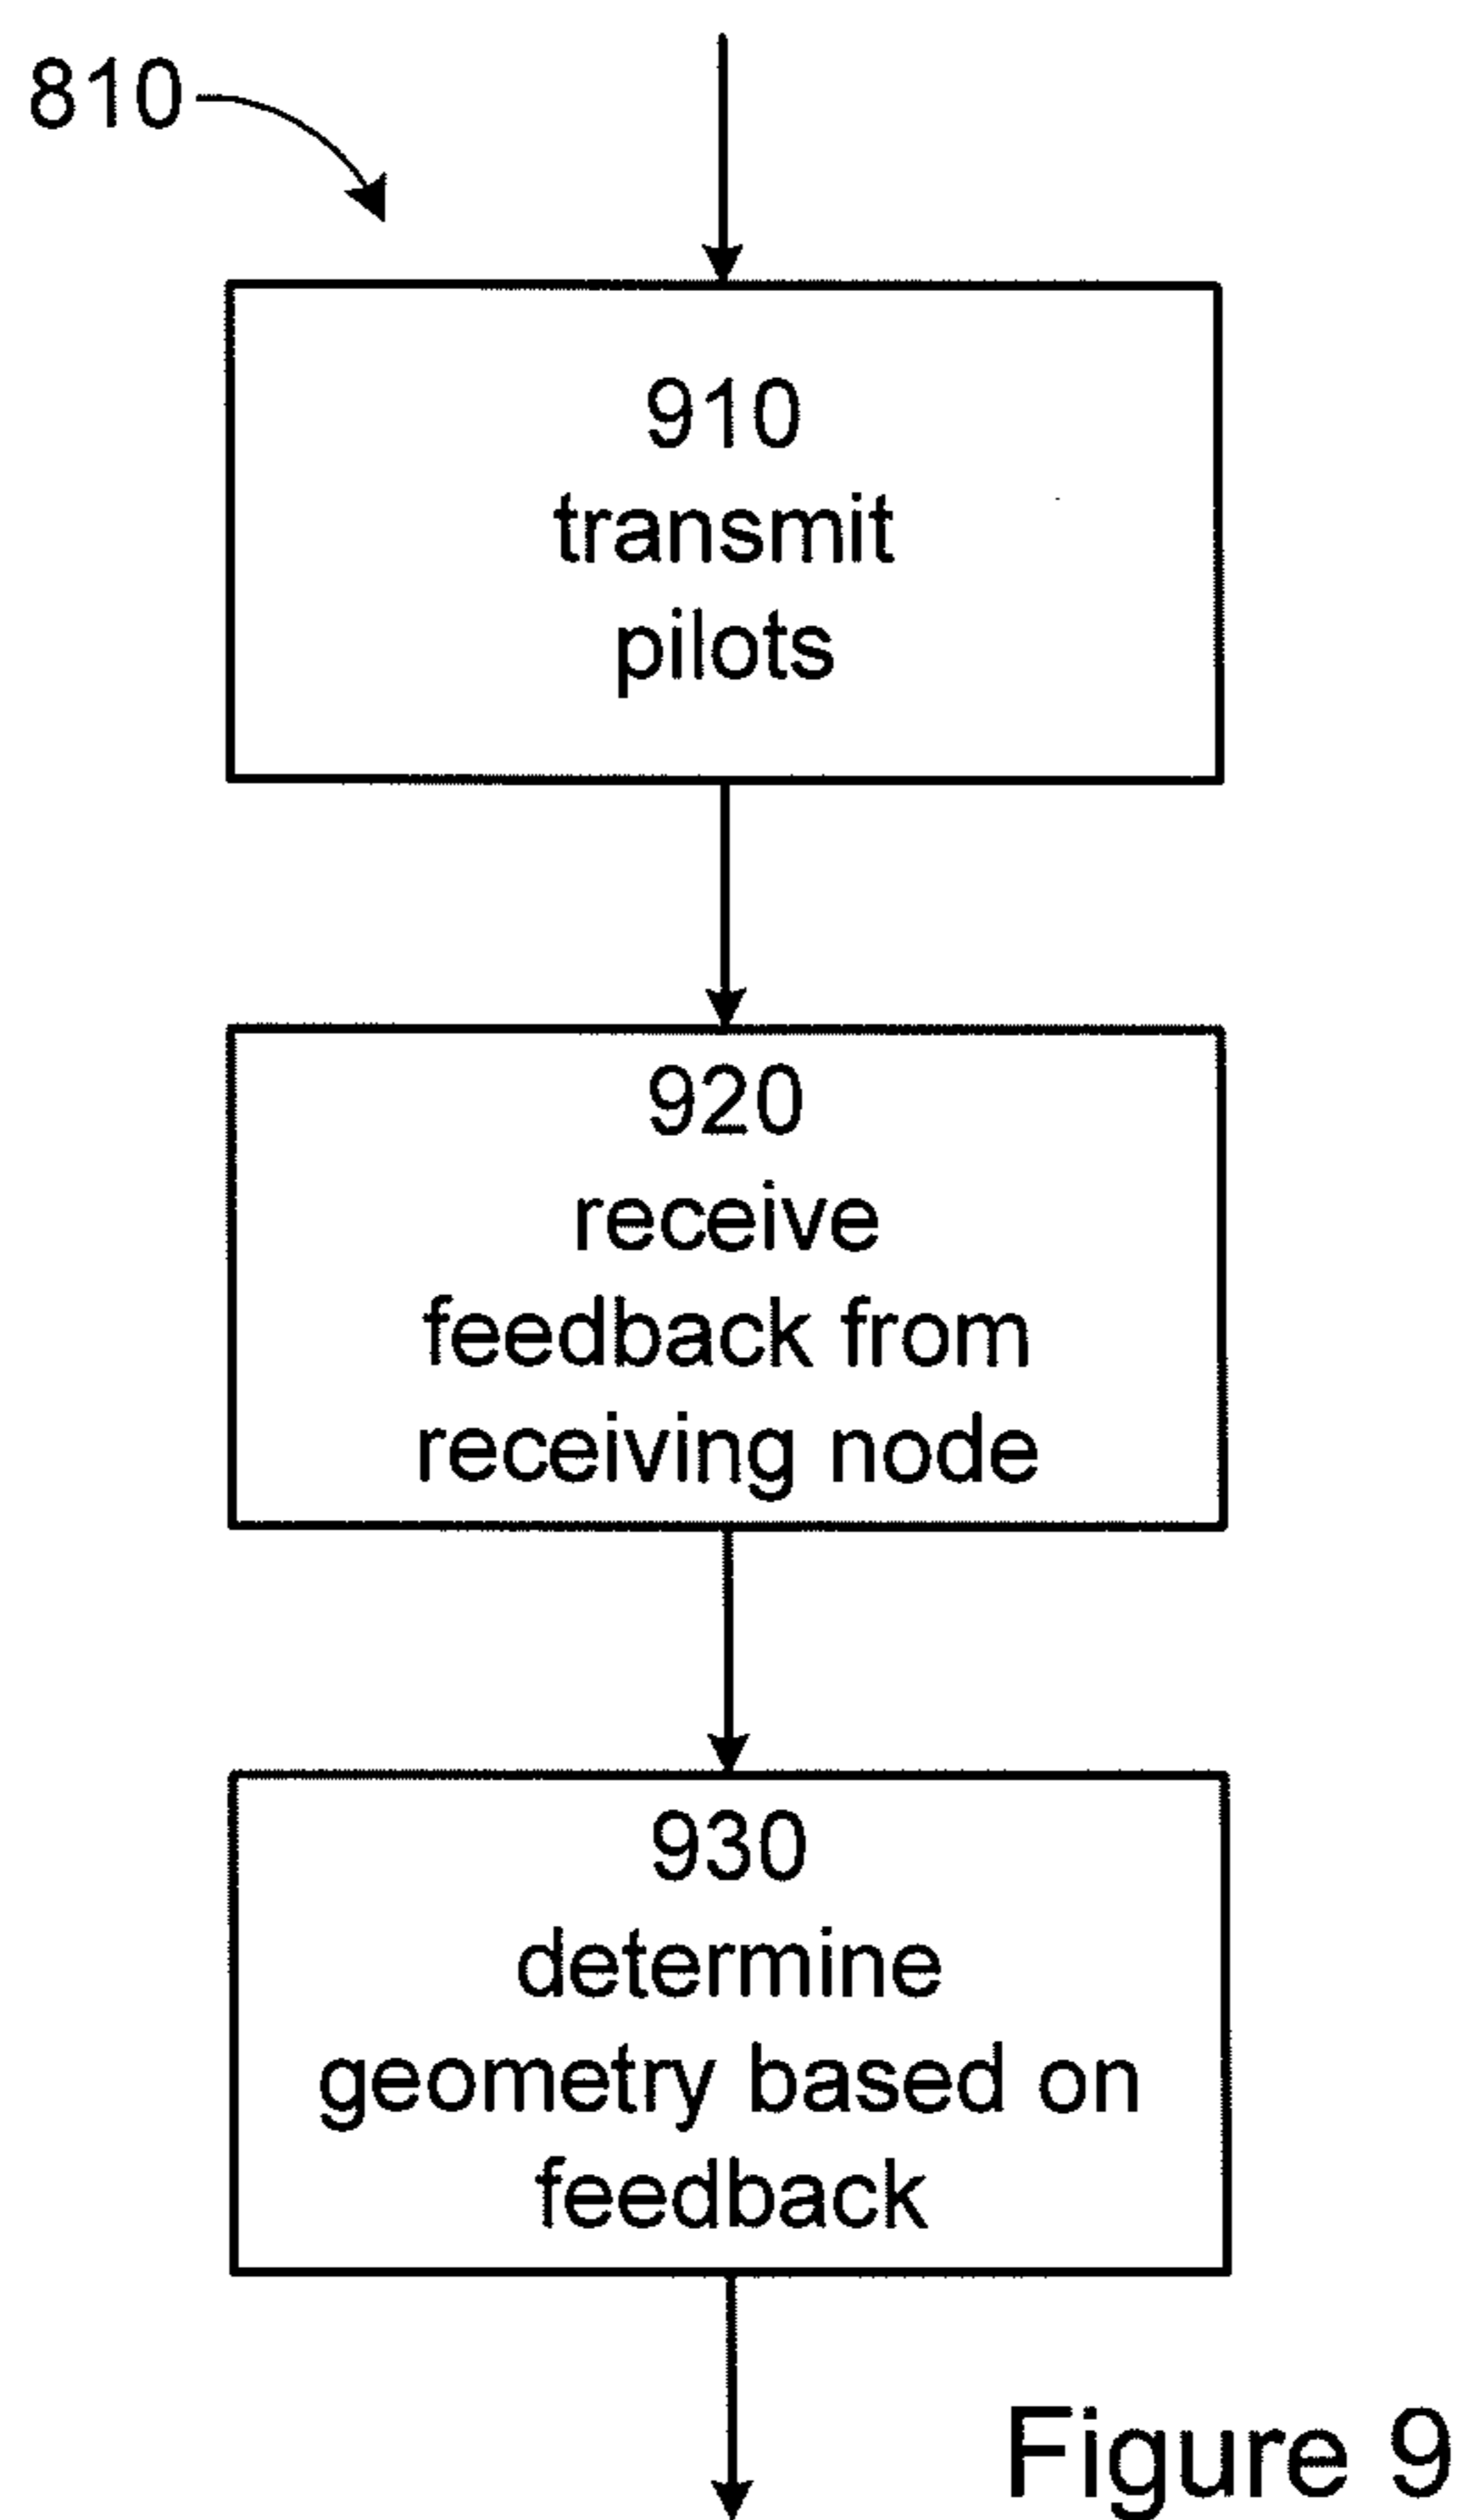 810
910
transmit
pilots
920
receive
feedback from
receiving node
930
determine
geometry based on
feedback
Figure 9